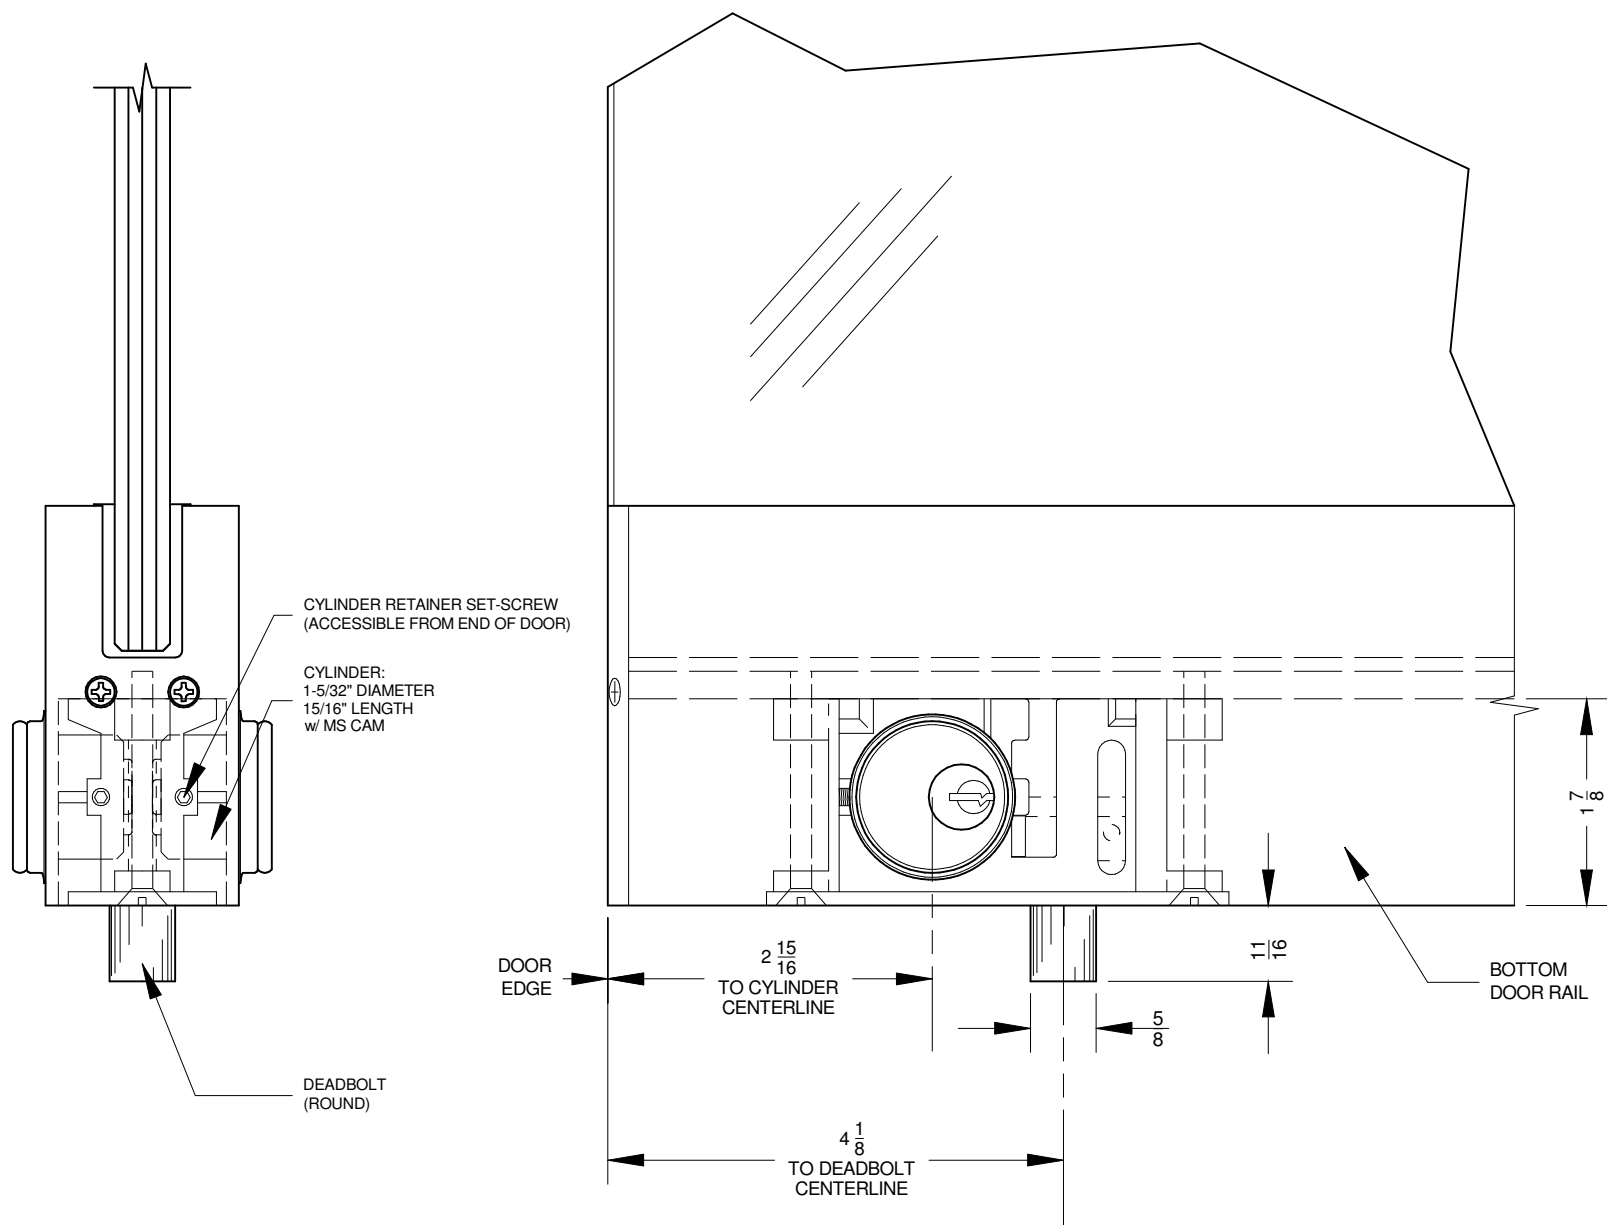 CYLINDER RETAINER SET-SCREW
(ACCESSIBLE FROM END OF DOOR)
CYLINDER:
1-5/32" DIAMETER
15/16" LENGTH
w/ MS CAM
DEADBOLT
(ROUND)
DOOR
EDGE
2 15/16
TO CYLINDER
CENTERLINE
4 1/8
TO DEADBOLT
CENTERLINE
5/8
11/16
1 7/8
BOTTOM
DOOR RAIL